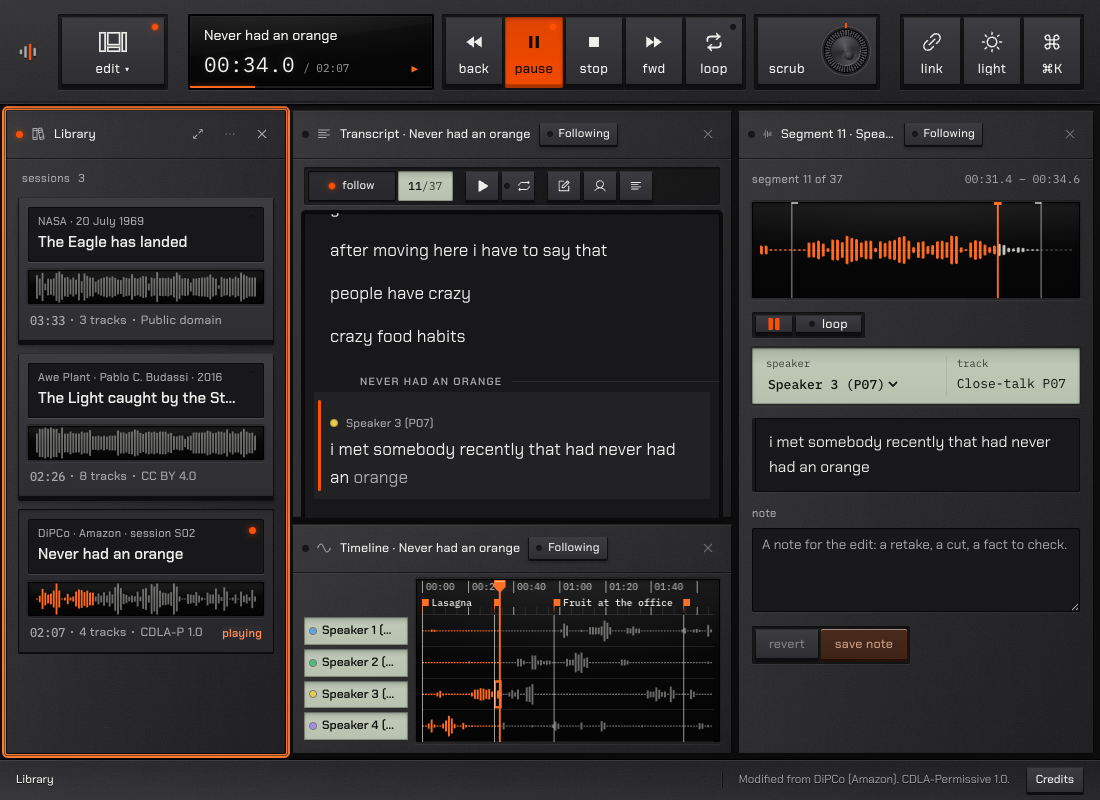 edit ▾
Never had an orange
00:34.0 / 02:07
back
pause
stop
fwd
loop
scrub
link
light
⌘K
Library
sessions 3
NASA · 20 July 1969
The Eagle has landed
03:33 · 3 tracks · Public domain
Awe Plant · Pablo C. Budassi · 2016
The Light caught by the St...
02:26 · 8 tracks · CC BY 4.0
DiPCo · Amazon · session S02
Never had an orange
02:07 · 4 tracks · CDLA-P 1.0 playing
Transcript · Never had an orange Following
follow 11/37
after moving here i have to say that
people have crazy
crazy food habits
NEVER HAD AN ORANGE
Speaker 3 (P07)
i met somebody recently that had never had
an orange
Timeline · Never had an orange Following
00:00 00:2 00:40 01:00 01:20 01:40
Lasagna Fruit at the office
Speaker 1 (...
Speaker 2 (...
Speaker 3 (...
Speaker 4 (...
Segment 11 · Spea... Following
segment 11 of 37 00:31.4 – 00:34.6
loop
speaker track
Speaker 3 (P07) Close-talk P07
i met somebody recently that had never
had an orange
note
A note for the edit: a retake, a cut, a fact to check.
revert save note
Library
Modified from DiPCo (Amazon). CDLA-Permissive 1.0. Credits